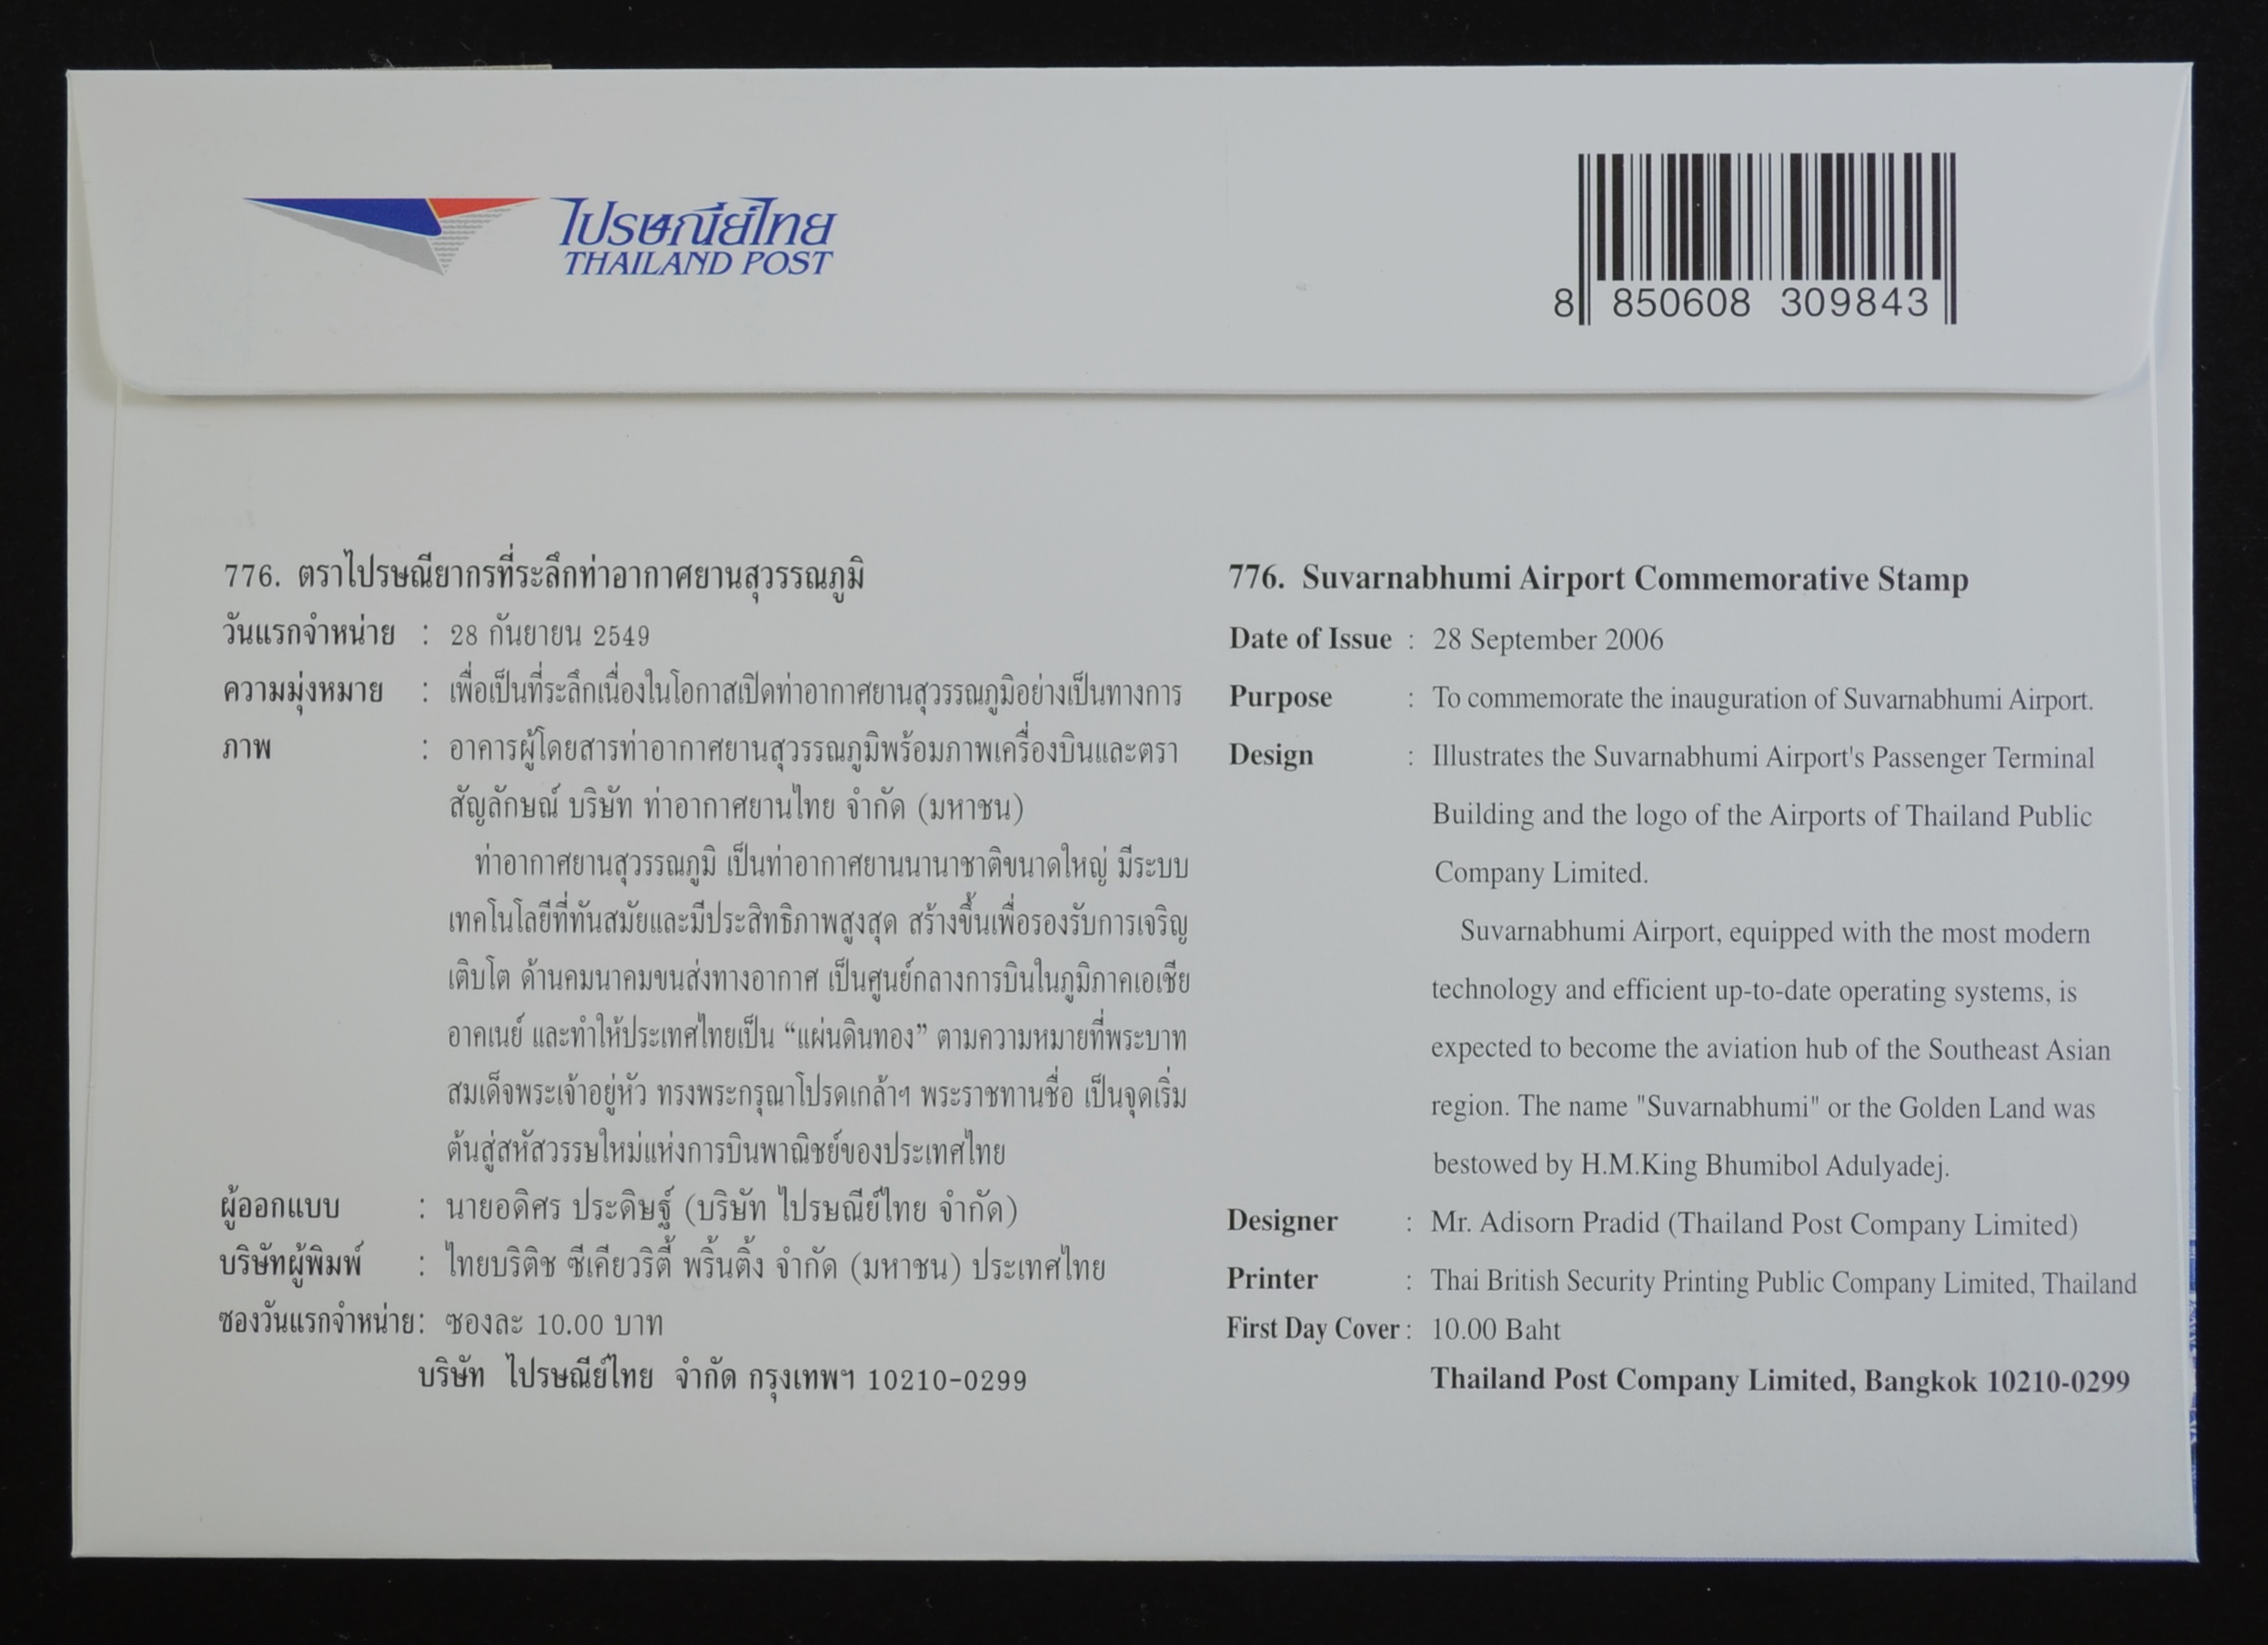 ไปรษณีย์ไทย
THAILAND POST
8 850608 309843
776. ตราไปรษณียากรที่ระลึกท่าอากาศยานสุวรรณภูมิ
วันแรกจำหน่าย : 28 กันยายน 2549
ความมุ่งหมาย : เพื่อเป็นที่ระลึกเนื่องในโอกาสเปิดท่าอากาศยานสุวรรณภูมิอย่างเป็นทางการ
ภาพ : อาคารผู้โดยสารท่าอากาศยานสุวรรณภูมิพร้อมภาพเครื่องบินและตรา
สัญลักษณ์ บริษัท ท่าอากาศยานไทย จำกัด (มหาชน)
ท่าอากาศยานสุวรรณภูมิ เป็นท่าอากาศยานนานาชาติขนาดใหญ่ มีระบบ
เทคโนโลยีที่ทันสมัยและมีประสิทธิภาพสูงสุด สร้างขึ้นเพื่อรองรับการเจริญ
เติบโต ด้านคมนาคมขนส่งทางอากาศ เป็นศูนย์กลางการบินในภูมิภาคเอเชีย
อาคเนย์ และทำให้ประเทศไทยเป็น “แผ่นดินทอง” ตามความหมายที่พระบาท
สมเด็จพระเจ้าอยู่หัว ทรงพระกรุณาโปรดเกล้าฯ พระราชทานชื่อ เป็นจุดเริ่ม
ต้นสู่สหัสวรรษใหม่แห่งการบินพาณิชย์ของประเทศไทย
ผู้ออกแบบ : นายอดิศร ประดิษฐ์ (บริษัท ไปรษณีย์ไทย จำกัด)
บริษัทผู้พิมพ์ : ไทยบริติช ซีเคียวริตี้ พริ้นติ้ง จำกัด (มหาชน) ประเทศไทย
ซองวันแรกจำหน่าย: ซองละ 10.00 บาท
บริษัท ไปรษณีย์ไทย จำกัด กรุงเทพฯ 10210-0299
776. Suvarnabhumi Airport Commemorative Stamp
Date of Issue : 28 September 2006
Purpose : To commemorate the inauguration of Suvarnabhumi Airport.
Design : Illustrates the Suvarnabhumi Airport's Passenger Terminal
Building and the logo of the Airports of Thailand Public
Company Limited.
Suvarnabhumi Airport, equipped with the most modern
technology and efficient up-to-date operating systems, is
expected to become the aviation hub of the Southeast Asian
region. The name "Suvarnabhumi" or the Golden Land was
bestowed by H.M.King Bhumibol Adulyadej.
Designer : Mr. Adisorn Pradid (Thailand Post Company Limited)
Printer : Thai British Security Printing Public Company Limited, Thailand
First Day Cover : 10.00 Baht
Thailand Post Company Limited, Bangkok 10210-0299